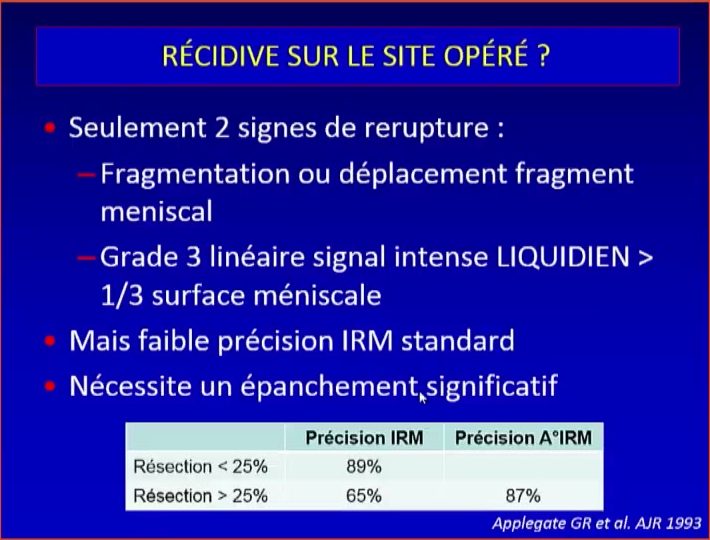 RÉCIDIVE SUR LE SITE OPÉRÉ ?
• Seulement 2 signes de rerupture :
– Fragmentation ou déplacement fragment
meniscal
– Grade 3 linéaire signal intense LIQUIDIEN >
1/3 surface méniscale
• Mais faible précision IRM standard
• Nécessite un épanchement significatif
Précision IRM Précision A°IRM
Résection < 25% 89%
Résection > 25% 65% 87%
Applegate GR et al. AJR 1993